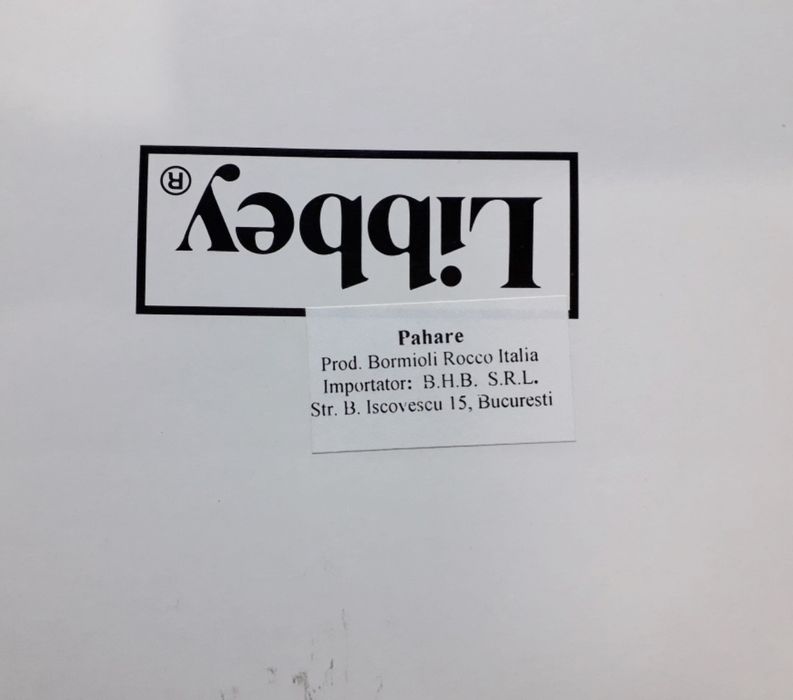 Libbey®
Pahare
Prod. Bormioli Rocco Italia
Importator: B.H.B. S.R.L.
Str. B. Iscovescu 15, Bucuresti